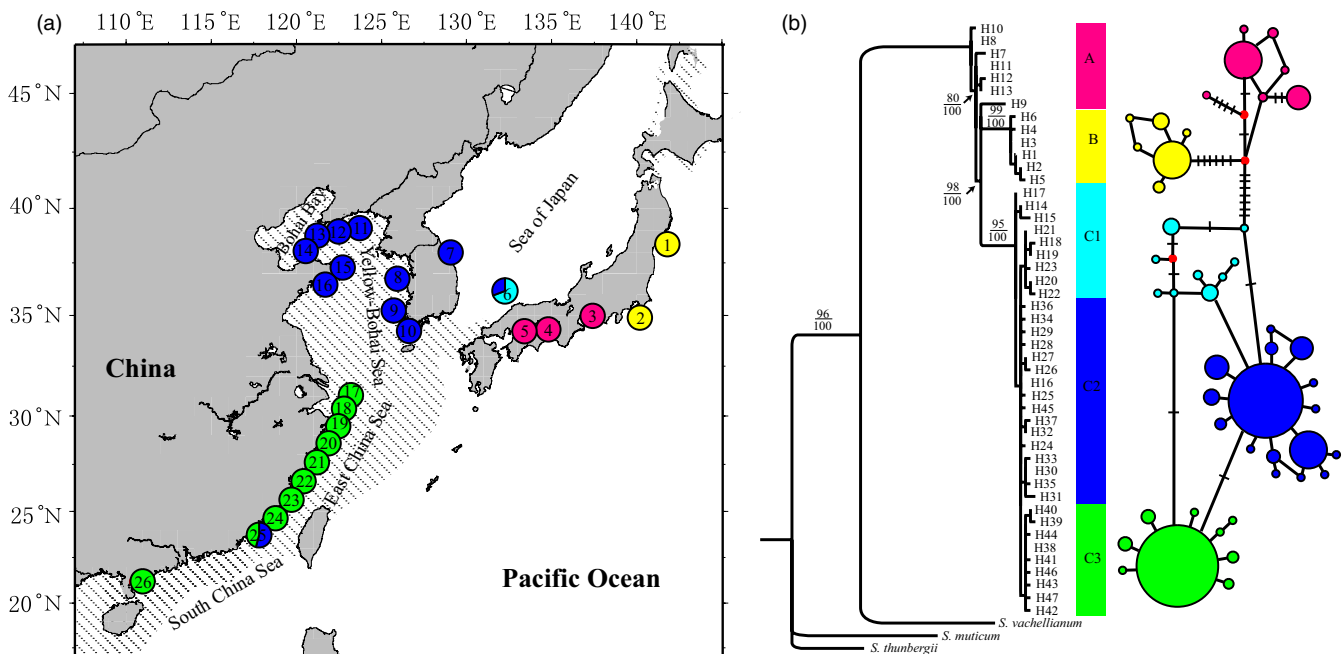 (a)
110°E 115°E 120°E 125°E 130°E 135°E 140°E
45°N
40°N
35°N
30°N
25°N
20°N
China
Bohai Bay
Yellow-Bohai Sea
Sea of Japan
East China Sea
South China Sea
Pacific Ocean
1
2
3
4
5
6
7
8
9
10
11
12
13
14
15
16
17
18
19
20
21
22
23
24
25
26
(b)
H10
H8
H7
H11
H12
H13
H9
H6
H4
H3
H1
H2
H5
H17
H14
H15
H21
H18
H19
H23
H20
H22
H36
H34
H29
H28
H27
H26
H16
H25
H45
H37
H32
H24
H33
H30
H35
H31
H40
H39
H44
H38
H41
H46
H43
H47
H42
S. vachellianum
S. muticum
S. thunbergii
80
100
99
100
98
100
95
100
96
100
A
B
C1
C2
C3